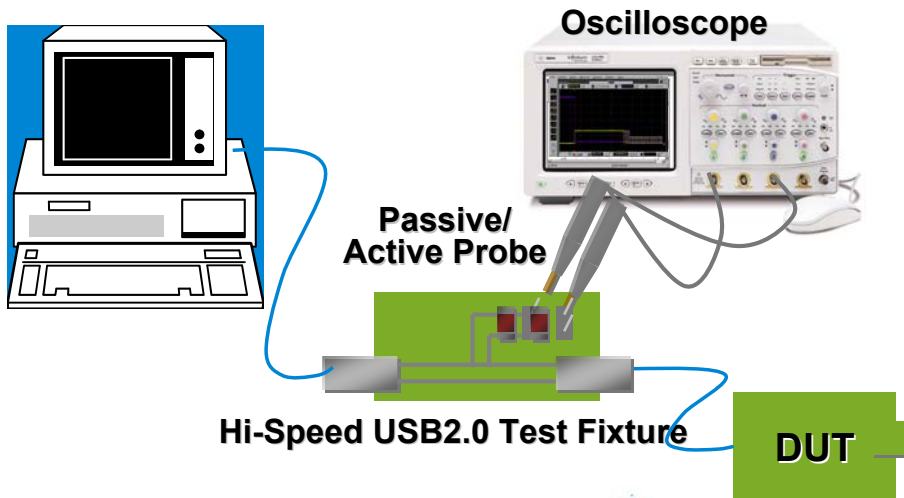 Oscilloscope
Passive/
Active Probe
Hi-Speed USB2.0 Test Fixture
DUT